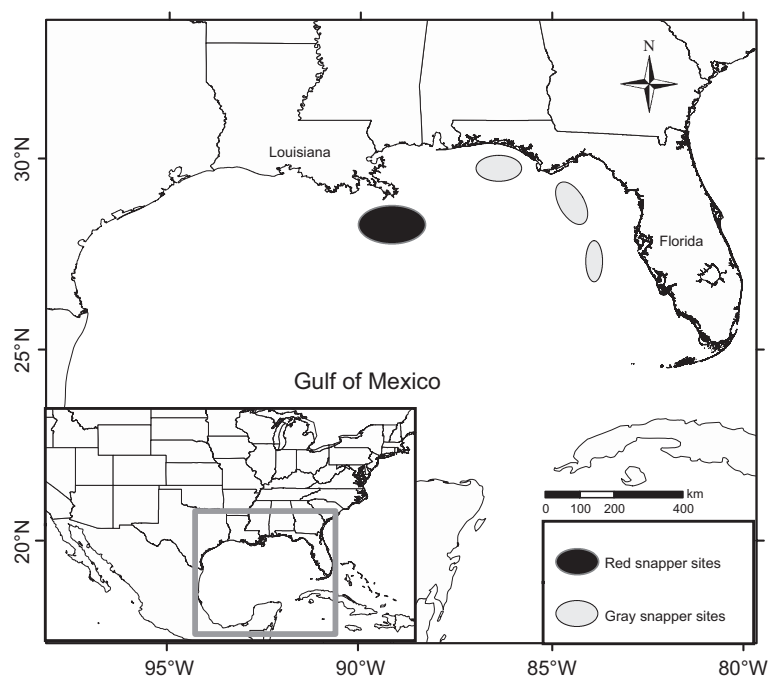 N
30°N
Louisiana
Florida
25°N
Gulf of Mexico
km
0 100 200 400
20°N
Red snapper sites
Gray snapper sites
95°W 90°W 85°W 80°W